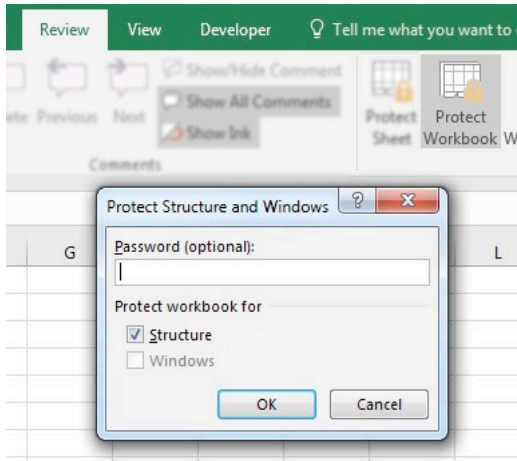 Review View Developer Tell me what you want to
Show/Hide Comment
Previous Next Show All Comments Protect Protect
Show Ink Sheet Workbook W
Comments
Protect Structure and Windows ? X
G L
Password (optional):
Protect workbook for
Structure
Windows
OK Cancel